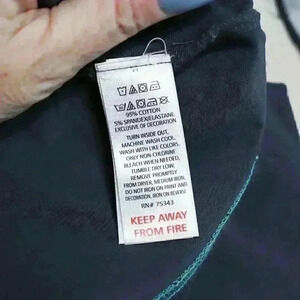 95% COTTON
5% SPANDEX/ELASTANE
EXCLUSIVE OF DECORATION
TURN INSIDE OUT,
MACHINE WASH COOL,
WASH WITH LIKE COLORS,
ONLY NON-CHLORINE
BLEACH WHEN NEEDED,
TUMBLE DRY LOW.
REMOVE PROMPTLY
FROM DRYER, MEDIUM IRON,
DO NOT IRON ON PRINT AND
DECORATION, IRON ON REVERSE
RN# 75343
KEEP AWAY
FROM FIRE